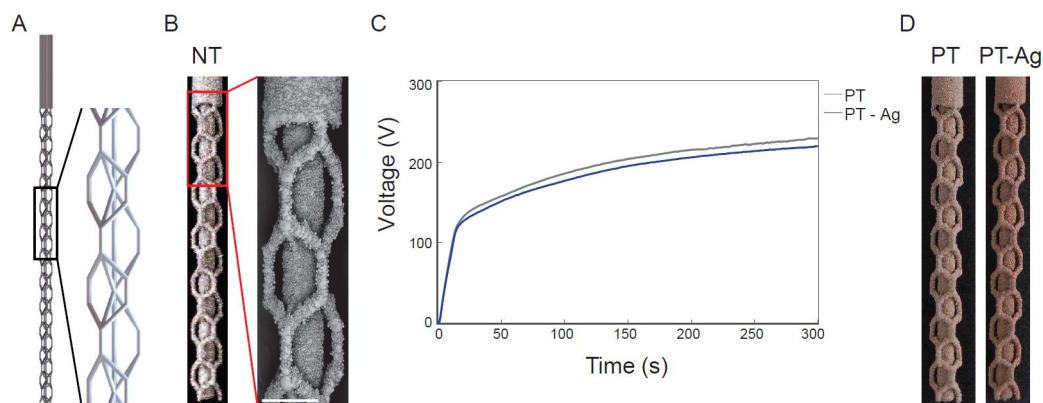 A
B
NT
C
300
200
100
0
Voltage (V)
0
50
100
150
200
250
300
Time (s)
PT
PT - Ag
D
PT
PT-Ag